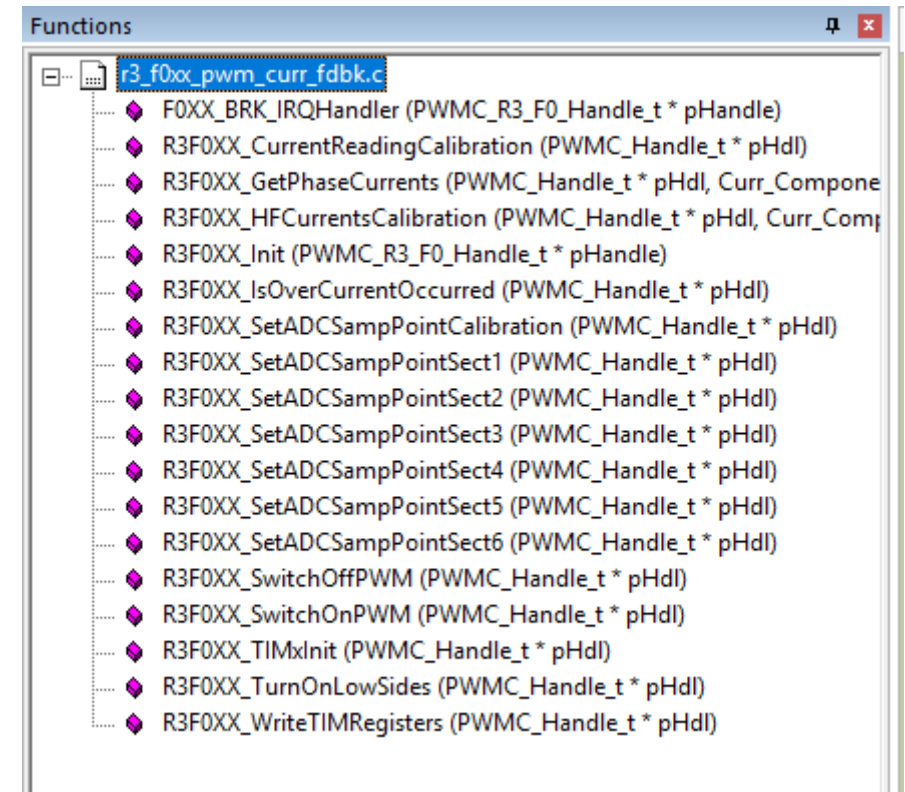 Functions
r3_f0xx_pwm_curr_fdbk.c
F0XX_BRK_IRQHandler (PWMC_R3_F0_Handle_t * pHandle)
R3F0XX_CurrentReadingCalibration (PWMC_Handle_t * pHdl)
R3F0XX_GetPhaseCurrents (PWMC_Handle_t * pHdl, Curr_Compone
R3F0XX_HFCurrentsCalibration (PWMC_Handle_t * pHdl, Curr_Comp
R3F0XX_Init (PWMC_R3_F0_Handle_t * pHandle)
R3F0XX_IsOverCurrentOccurred (PWMC_Handle_t * pHdl)
R3F0XX_SetADCSampPointCalibration (PWMC_Handle_t * pHdl)
R3F0XX_SetADCSampPointSect1 (PWMC_Handle_t * pHdl)
R3F0XX_SetADCSampPointSect2 (PWMC_Handle_t * pHdl)
R3F0XX_SetADCSampPointSect3 (PWMC_Handle_t * pHdl)
R3F0XX_SetADCSampPointSect4 (PWMC_Handle_t * pHdl)
R3F0XX_SetADCSampPointSect5 (PWMC_Handle_t * pHdl)
R3F0XX_SetADCSampPointSect6 (PWMC_Handle_t * pHdl)
R3F0XX_SwitchOffPWM (PWMC_Handle_t * pHdl)
R3F0XX_SwitchOnPWM (PWMC_Handle_t * pHdl)
R3F0XX_TIMxInit (PWMC_Handle_t * pHdl)
R3F0XX_TurnOnLowSides (PWMC_Handle_t * pHdl)
R3F0XX_WriteTIMRegisters (PWMC_Handle_t * pHdl)